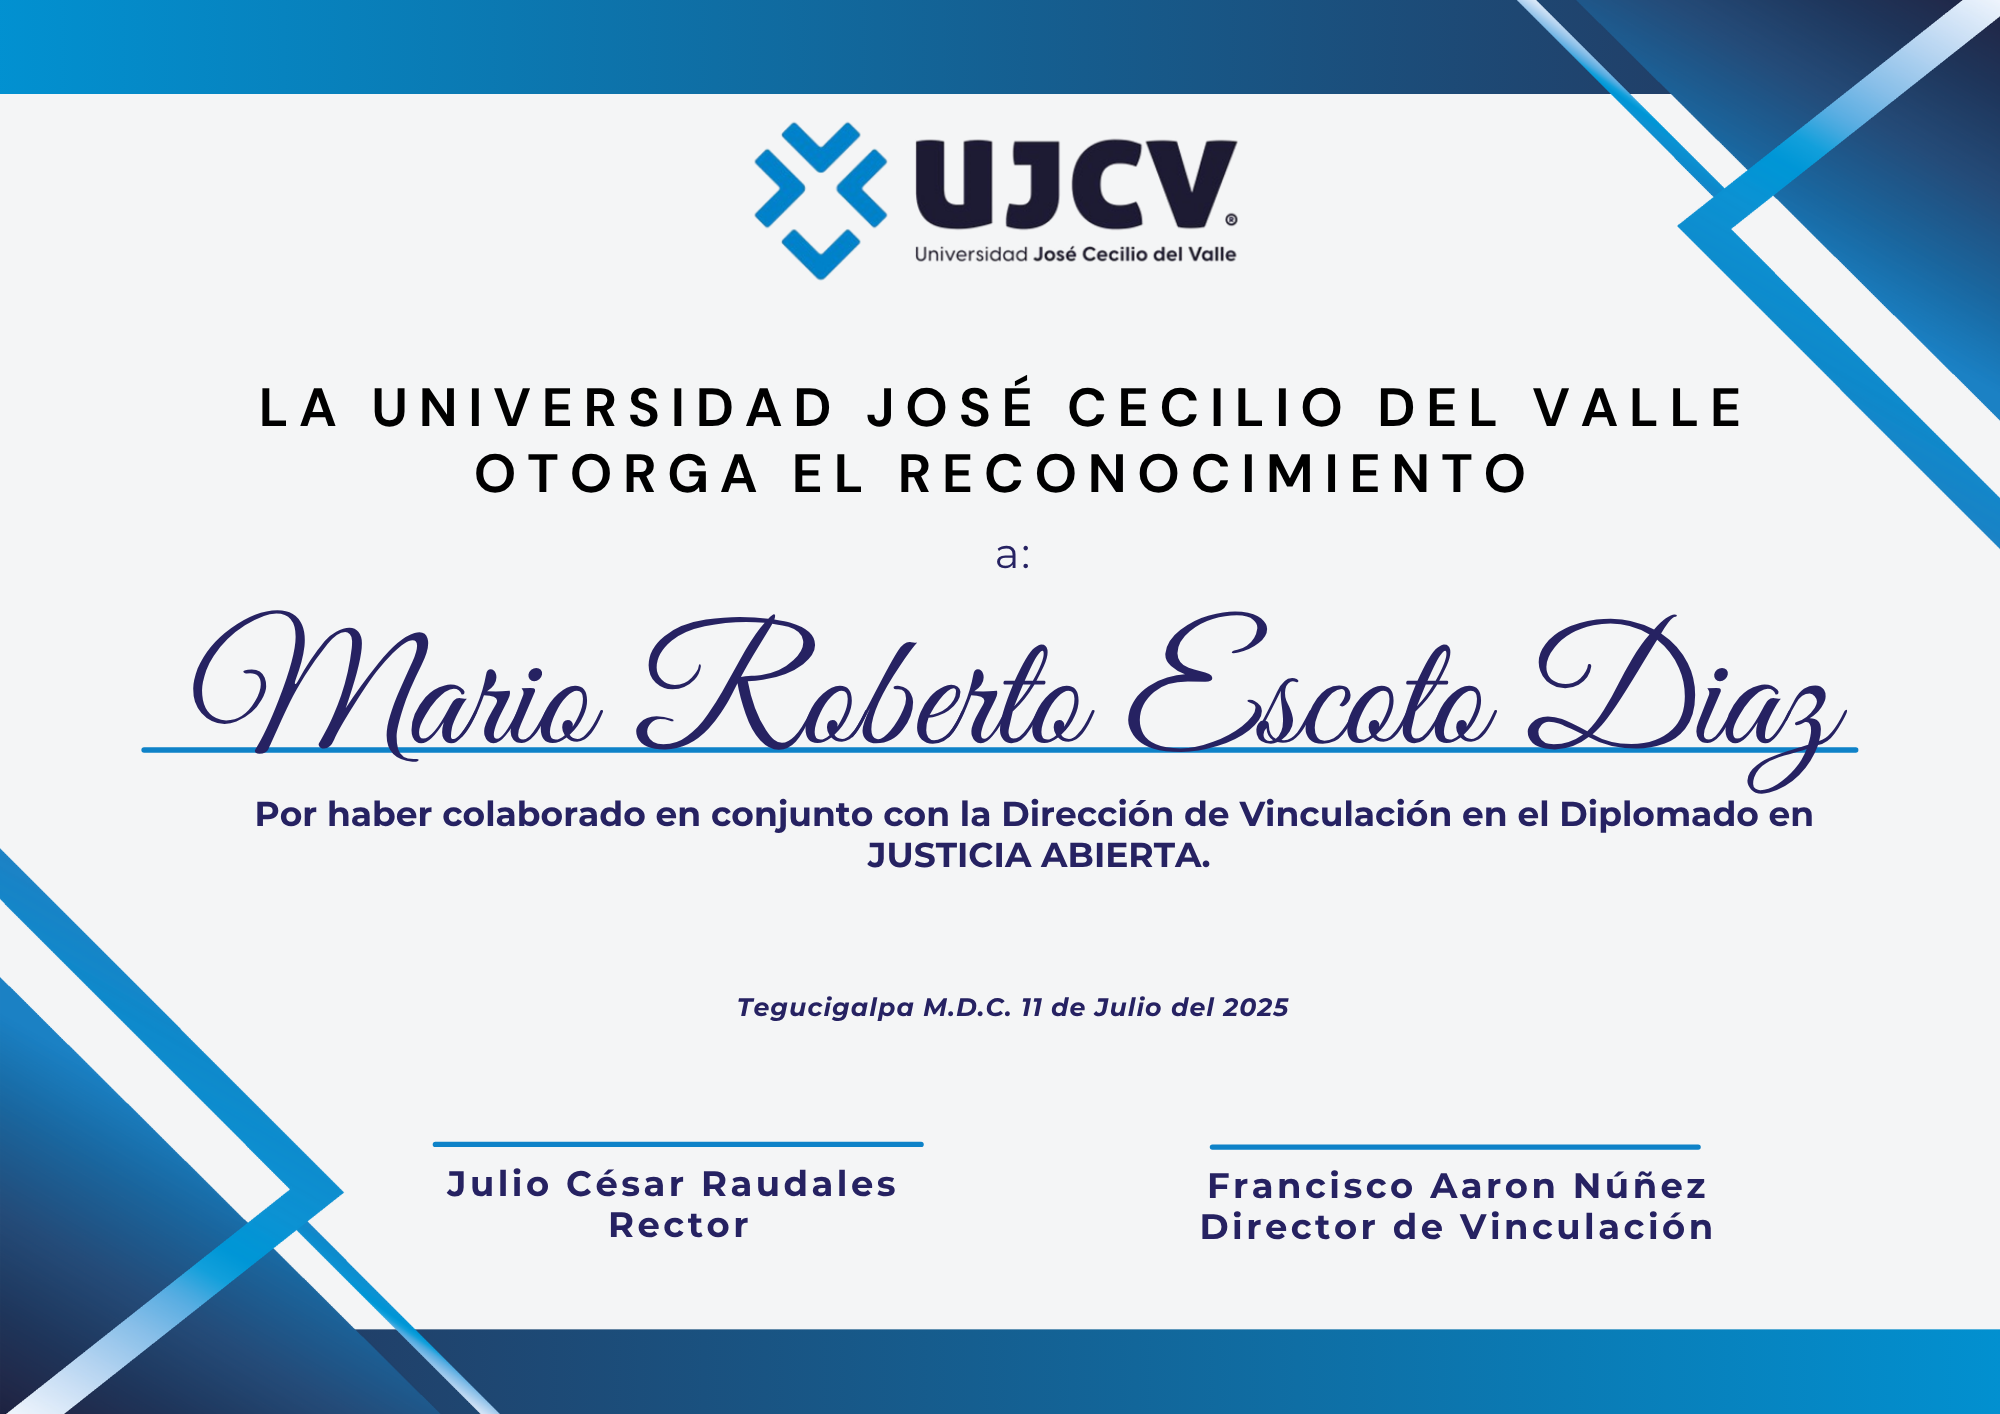 UJCV®
Universidad José Cecilio del Valle
LA UNIVERSIDAD JOSÉ CECILIO DEL VALLE
OTORGA EL RECONOCIMIENTO
a:
Mario Roberto Escoto Diaz
Por haber colaborado en conjunto con la Dirección de Vinculación en el Diplomado en
JUSTICIA ABIERTA.
Tegucigalpa M.D.C. 11 de Julio del 2025
Julio César Raudales
Rector
Francisco Aaron Núñez
Director de Vinculación